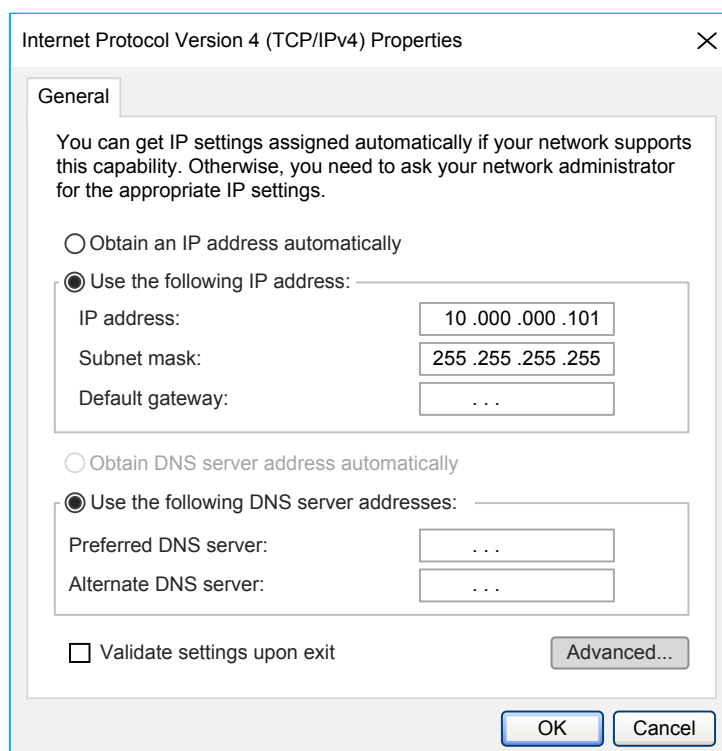 Internet Protocol Version 4 (TCP/IPv4) Properties
General
You can get IP settings assigned automatically if your network supports
this capability. Otherwise, you need to ask your network administrator
for the appropriate IP settings.
Obtain an IP address automatically
Use the following IP address:
IP address: 10 .000 .000 .101
Subnet mask: 255 .255 .255 .255
Default gateway: . . .
Obtain DNS server address automatically
Use the following DNS server addresses:
Preferred DNS server: . . .
Alternate DNS server: . . .
Validate settings upon exit Advanced...
OK Cancel